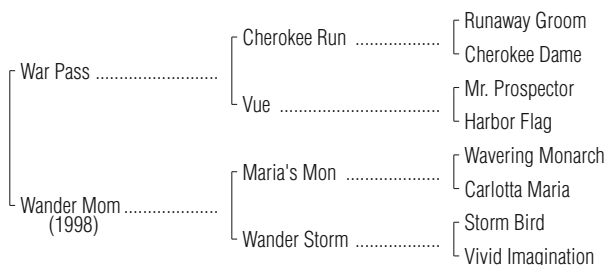 War Pass ..........................
Cherokee Run ..................
Runaway Groom
Cherokee Dame
Vue ..................................
Mr. Prospector
Harbor Flag
Wander Mom ....................
(1998)
Maria's Mon ....................
Wavering Monarch
Carlotta Maria
Wander Storm ..................
Storm Bird
Vivid Imagination